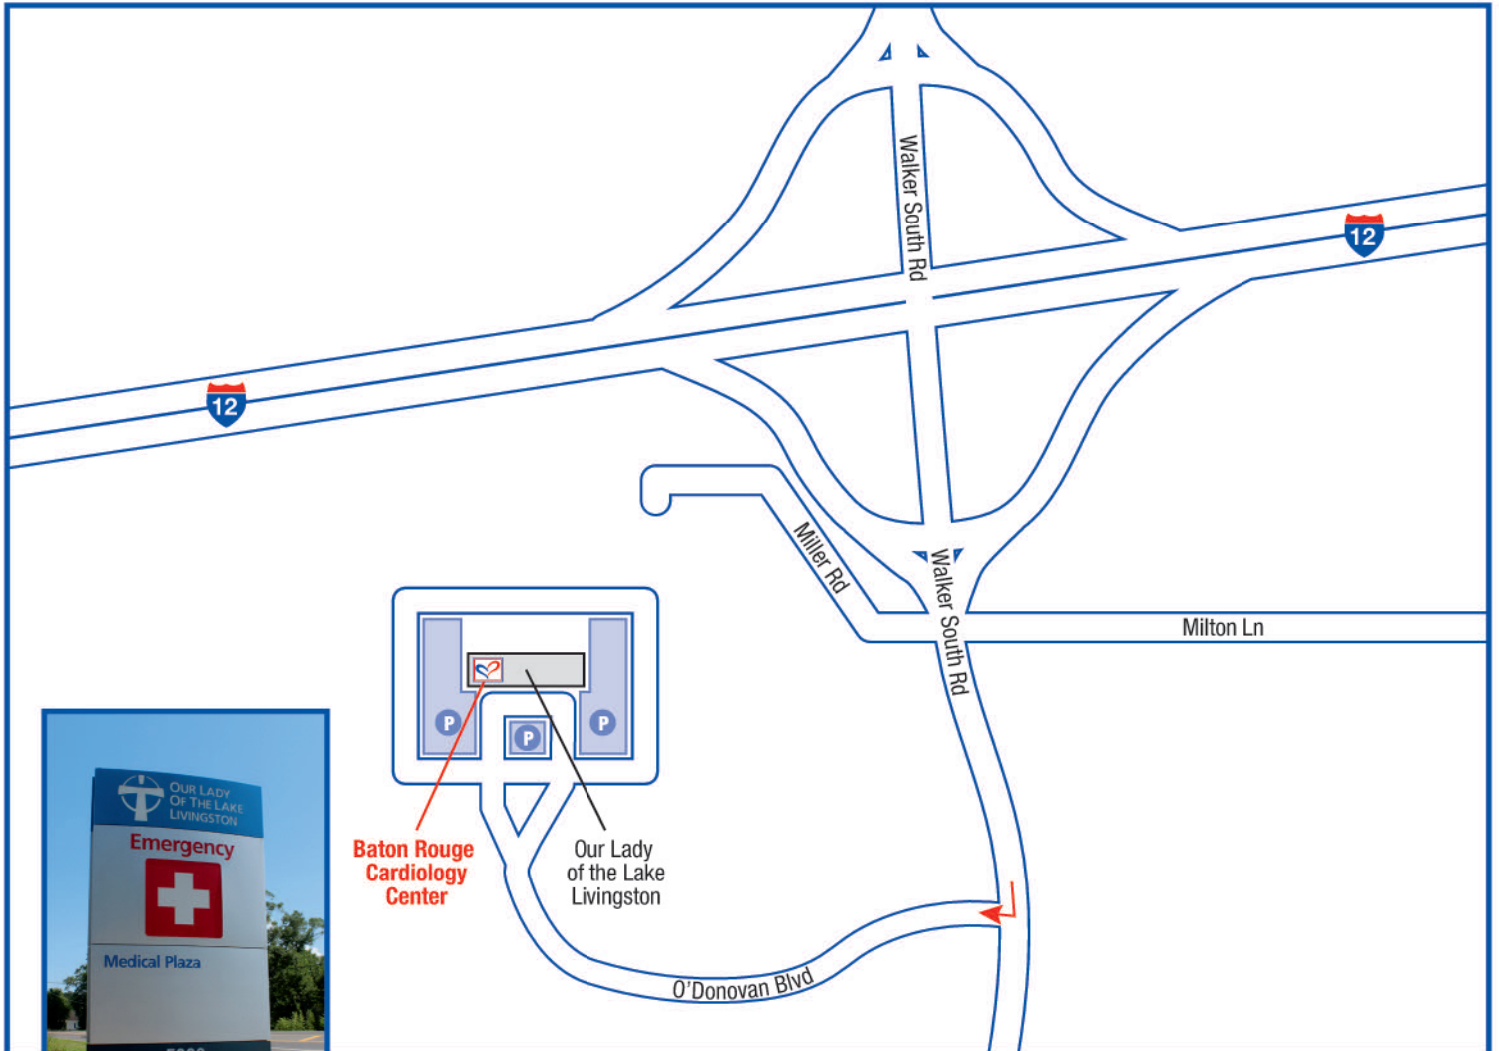 Walker South Rd
12
12
Miller Rd
Walker South Rd
Milton Ln
P
P
P
OUR LADY
OF THE LAKE
LIVINGSTON
Emergency
Medical Plaza
Baton Rouge
Cardiology
Center
Our Lady
of the Lake
Livingston
O'Donovan Blvd